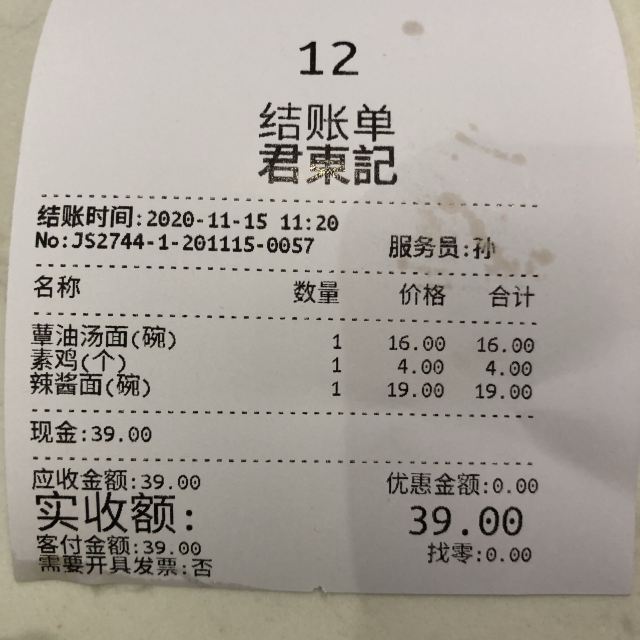 12
结账单
君東記
结账时间:2020-11-15 11:20
No:JS2744-1-201115-0057 服务员:孙
名称 数量 价格 合计
蕈油汤面(碗) 1 16.00 16.00
素鸡(个) 1 4.00 4.00
辣酱面(碗) 1 19.00 19.00
现金:39.00
应收金额:39.00 优惠金额:0.00
实收额: 39.00
客付金额:39.00 找零:0.00
需要开具发票:否